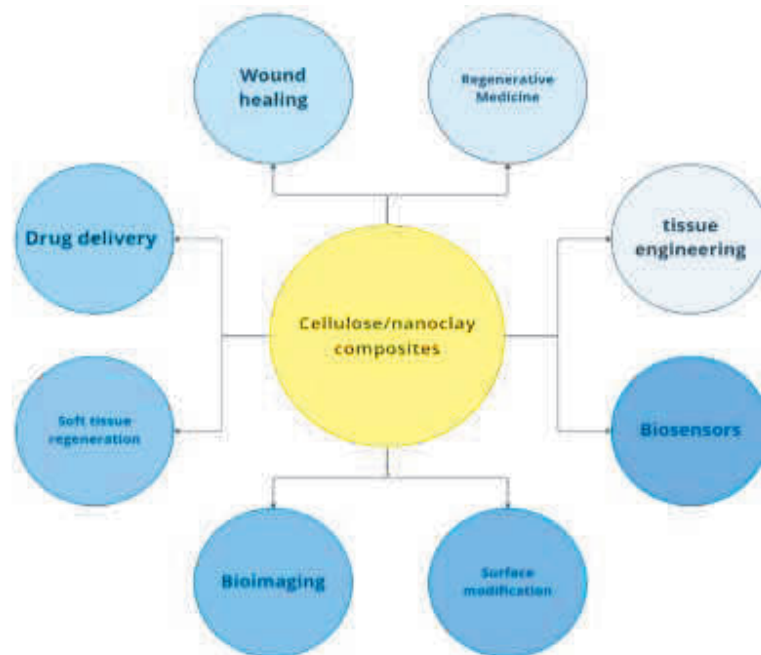 Wound
healing
Regenerative
Medicine
Drug delivery
tissue
engineering
Cellulose/nanoclay
composites
Soft tissue
regeneration
Biosensors
Bioimaging
Surface
modification